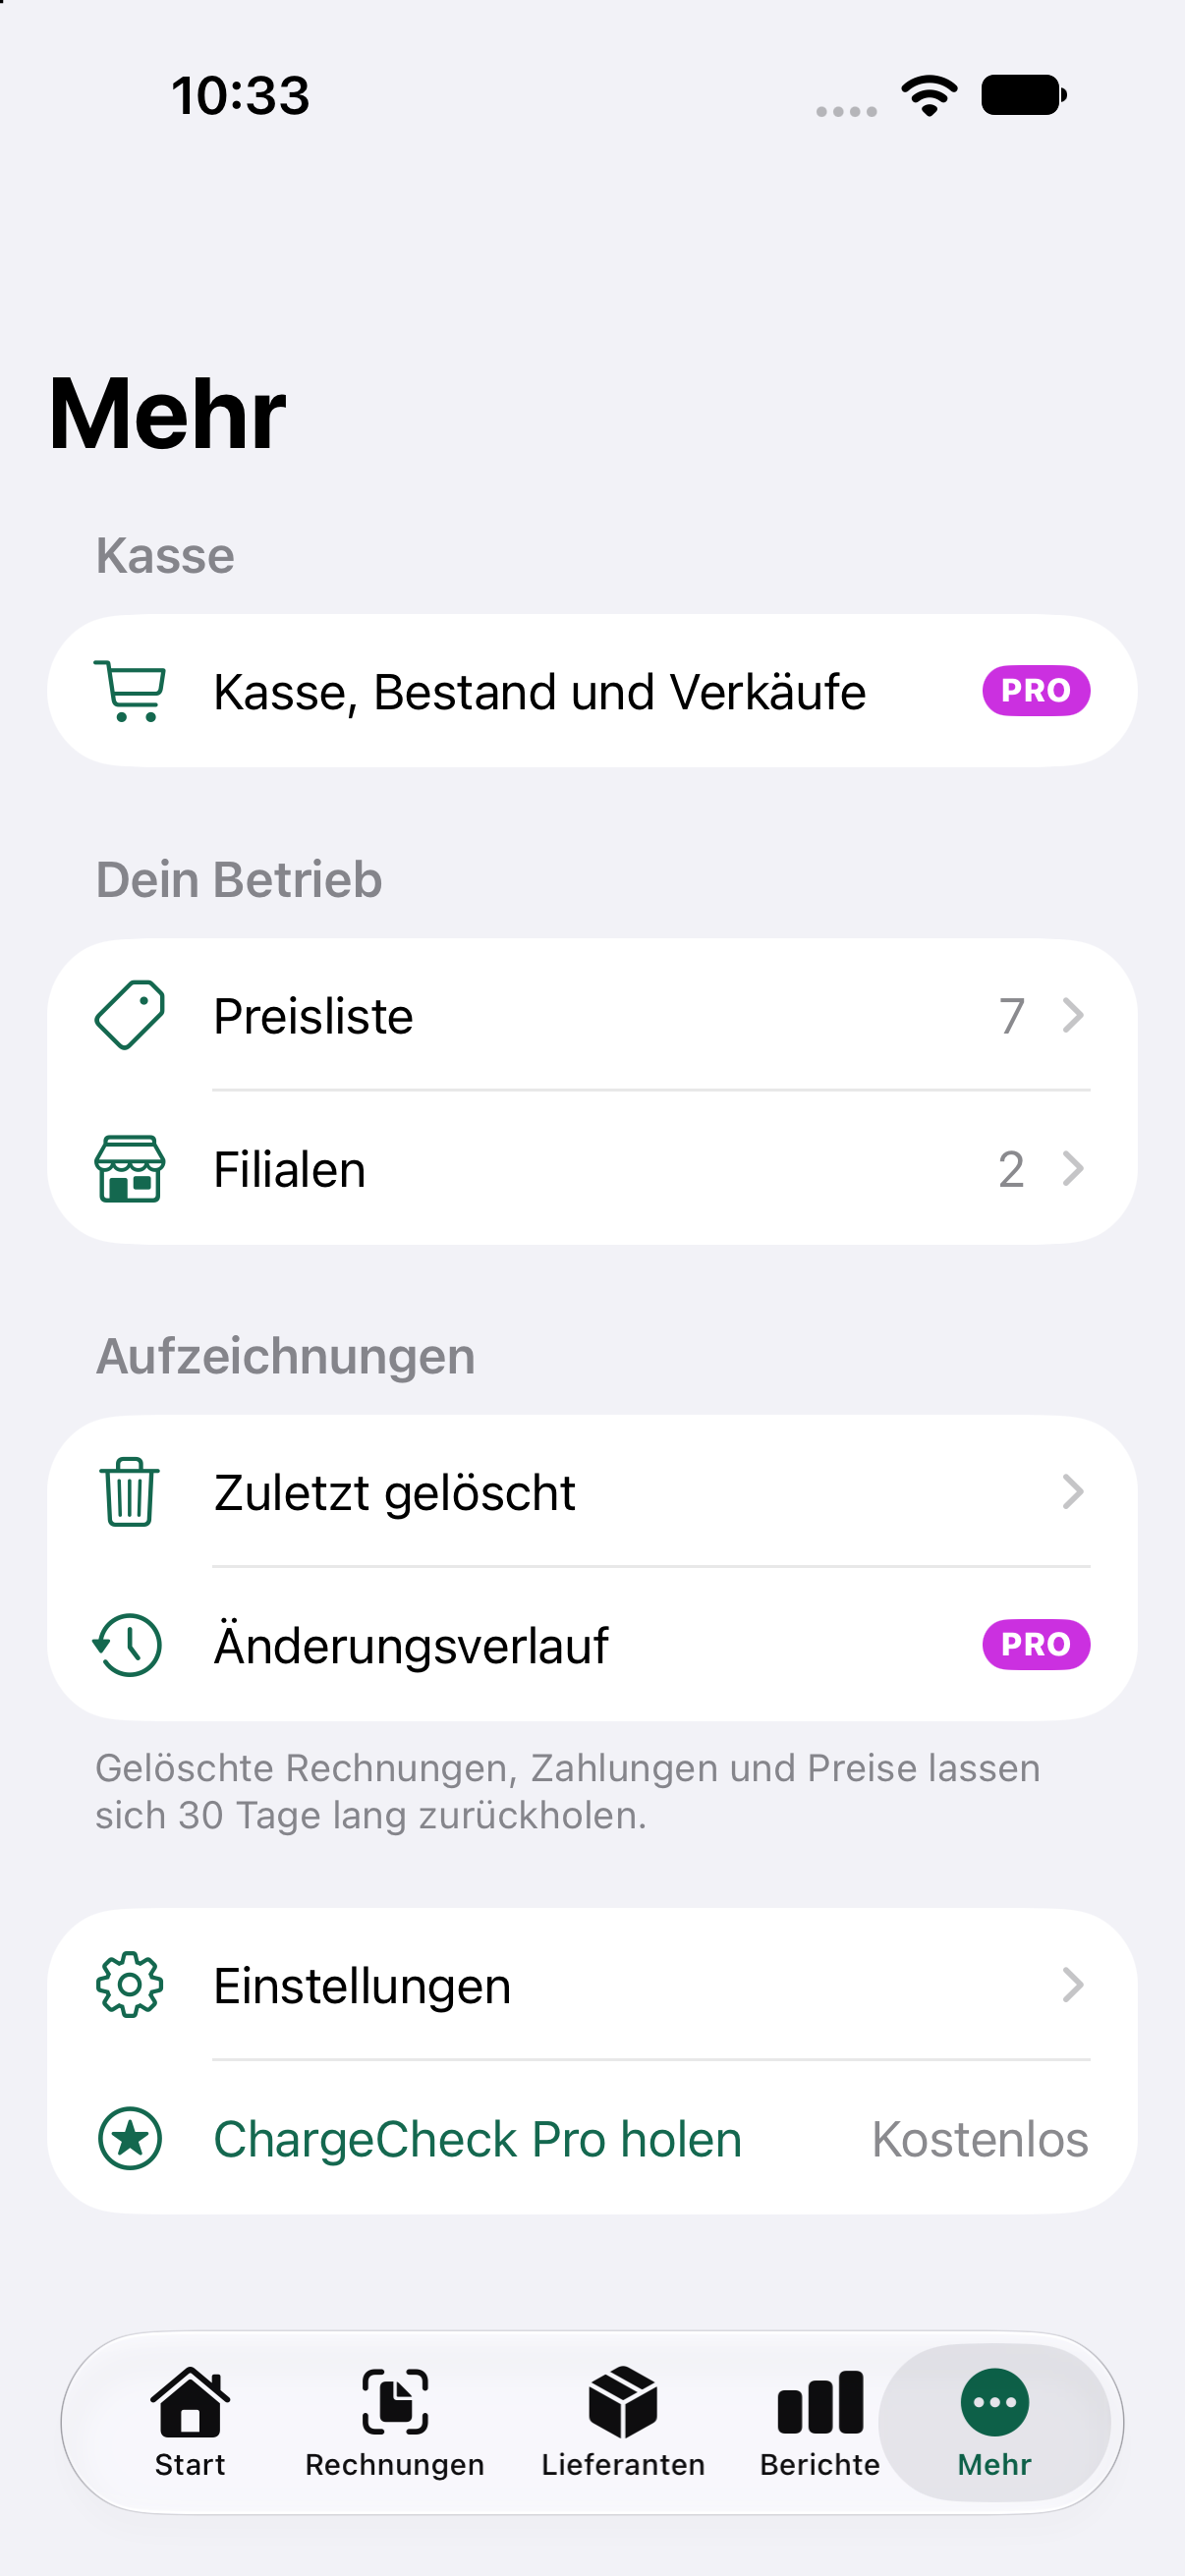 10:33
Mehr
Kasse
Kasse, Bestand und Verkäufe PRO
Dein Betrieb
Preisliste 7
Filialen 2
Aufzeichnungen
Zuletzt gelöscht
Änderungsverlauf PRO
Gelöschte Rechnungen, Zahlungen und Preise lassen
sich 30 Tage lang zurückholen.
Einstellungen
ChargeCheck Pro holen Kostenlos
Start Rechnungen Lieferanten Berichte Mehr